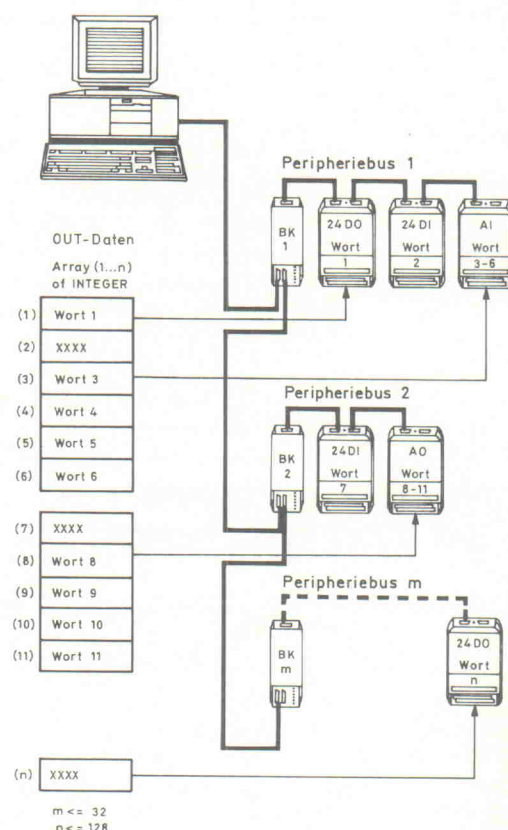 Peripheriebus 1
BK
1
24 DO
Wort
1
24 DI
Wort
2
AI
Wort
3-6
OUT-Daten
Array (1...n)
of INTEGER
(1) Wort 1
(2) XXXX
(3) Wort 3
(4) Wort 4
(5) Wort 5
(6) Wort 6
Peripheriebus 2
BK
2
24DI
Wort
7
AO
Wort
8-11
(7) XXXX
(8) Wort 8
(9) Wort 9
(10) Wort 10
(11) Wort 11
Peripheriebus m
BK
m
24 DO
Wort
n
(n) XXXX
m <= 32
n <= 128